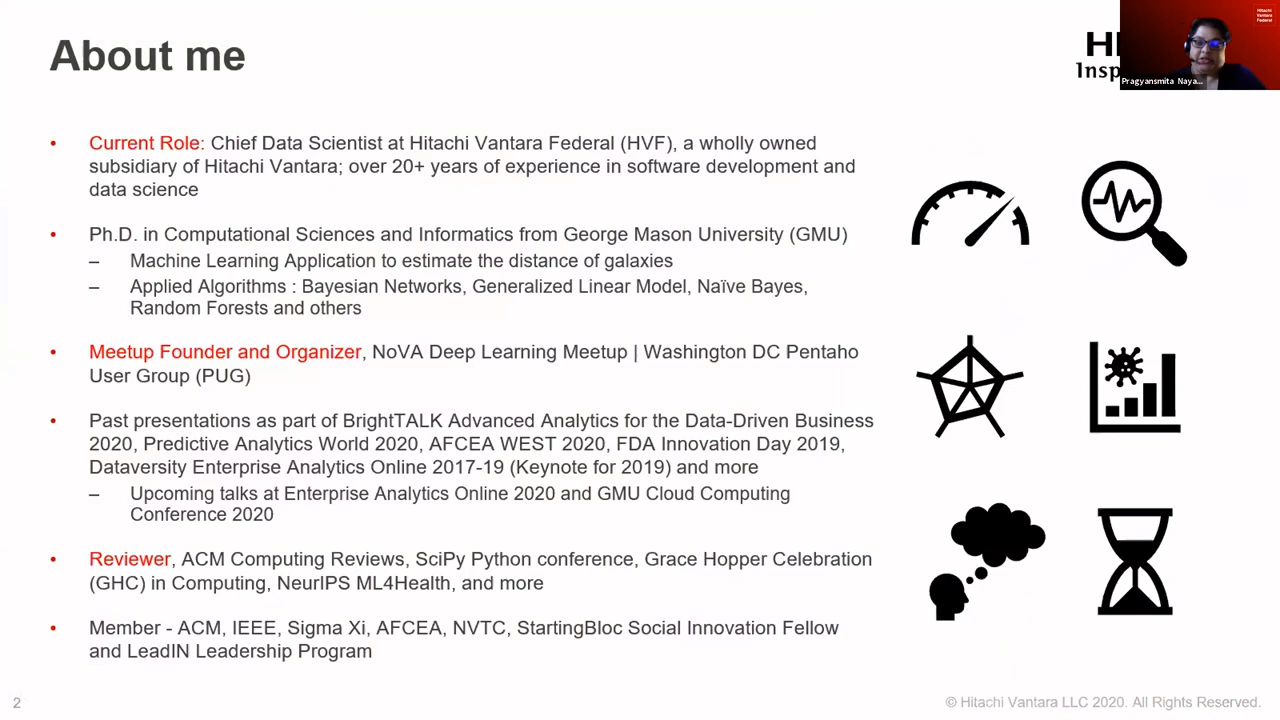 About me
Hitachi
Vantara
Federal
Pragyansmita Naya...
• Current Role: Chief Data Scientist at Hitachi Vantara Federal (HVF), a wholly owned
subsidiary of Hitachi Vantara; over 20+ years of experience in software development and
data science
• Ph.D. in Computational Sciences and Informatics from George Mason University (GMU)
– Machine Learning Application to estimate the distance of galaxies
– Applied Algorithms : Bayesian Networks, Generalized Linear Model, Naïve Bayes,
Random Forests and others
• Meetup Founder and Organizer, NoVA Deep Learning Meetup | Washington DC Pentaho
User Group (PUG)
• Past presentations as part of BrightTALK Advanced Analytics for the Data-Driven Business
2020, Predictive Analytics World 2020, AFCEA WEST 2020, FDA Innovation Day 2019,
Dataversity Enterprise Analytics Online 2017-19 (Keynote for 2019) and more
– Upcoming talks at Enterprise Analytics Online 2020 and GMU Cloud Computing
Conference 2020
• Reviewer, ACM Computing Reviews, SciPy Python conference, Grace Hopper Celebration
(GHC) in Computing, NeurIPS ML4Health, and more
• Member - ACM, IEEE, Sigma Xi, AFCEA, NVTC, StartingBloc Social Innovation Fellow
and LeadIN Leadership Program
2
© Hitachi Vantara LLC 2020. All Rights Reserved.